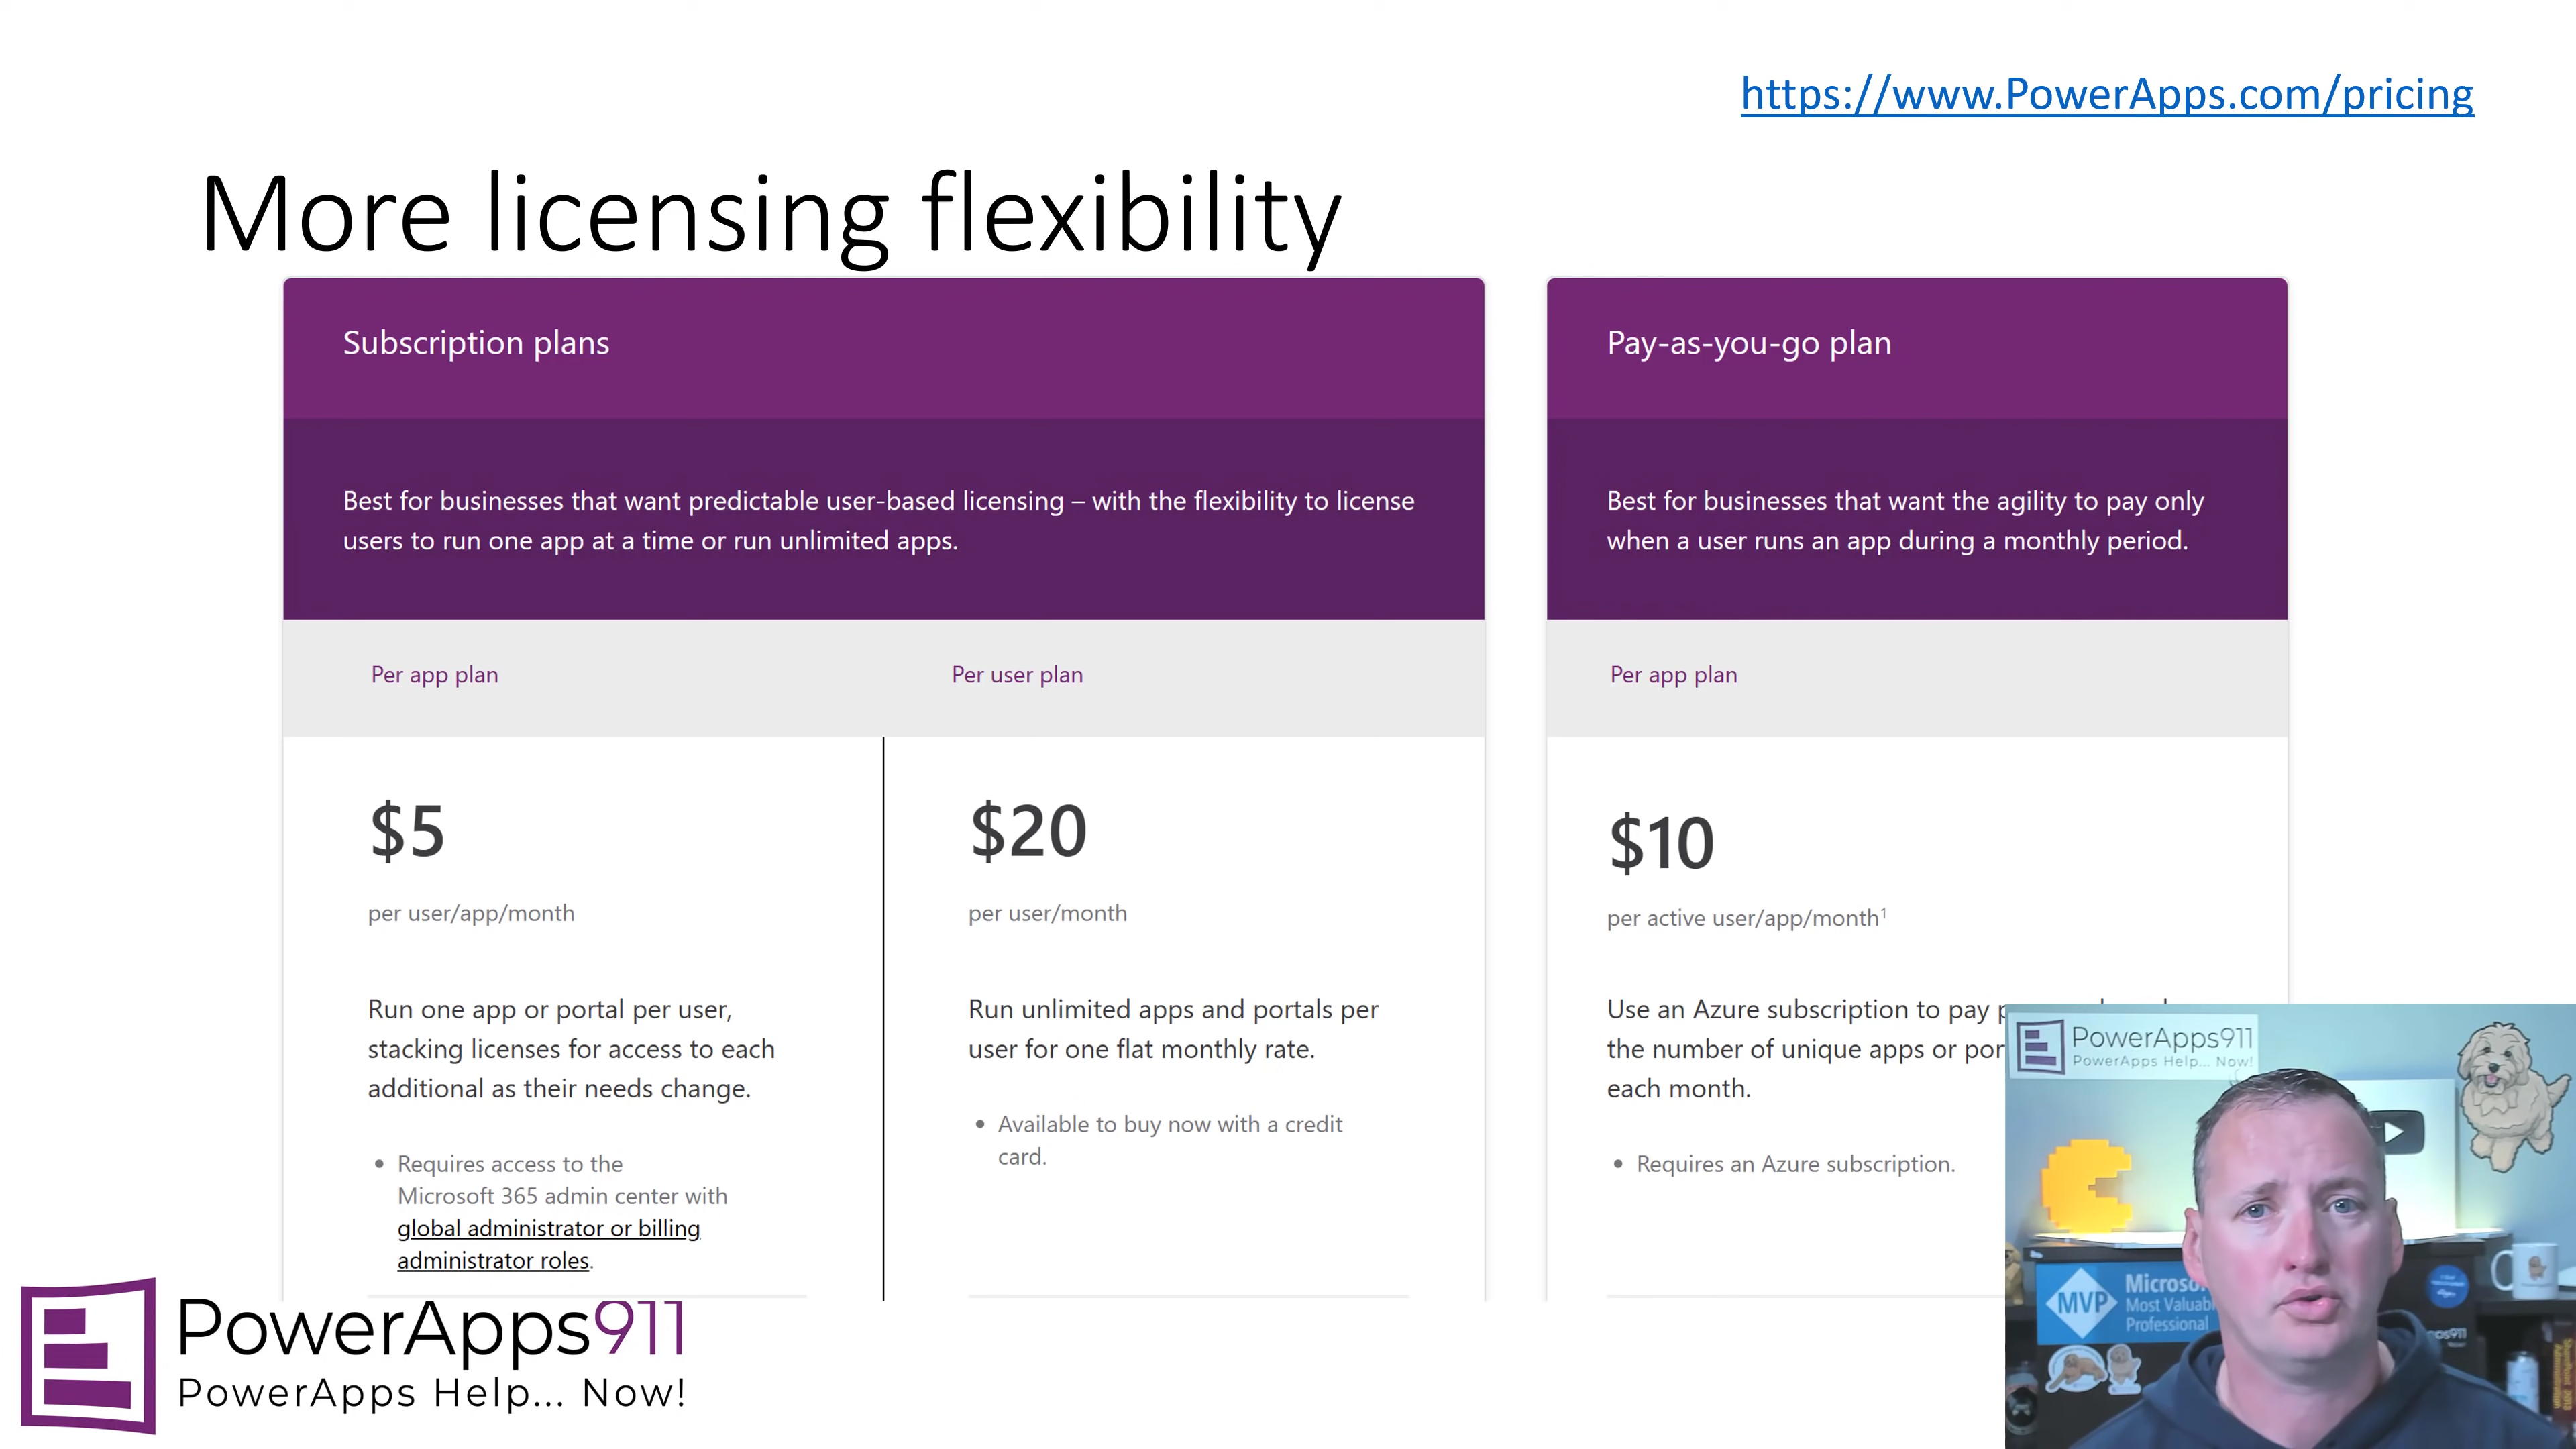 https://www.PowerApps.com/pricing
More licensing flexibility
Subscription plans
Best for businesses that want predictable user-based licensing – with the flexibility to license
users to run one app at a time or run unlimited apps.
Per app plan
Per user plan
$5
per user/app/month
Run one app or portal per user,
stacking licenses for access to each
additional as their needs change.
• Requires access to the
Microsoft 365 admin center with
global administrator or billing
administrator roles.
$20
per user/month
Run unlimited apps and portals per
user for one flat monthly rate.
• Available to buy now with a credit
card.
Pay-as-you-go plan
Best for businesses that want the agility to pay only
when a user runs an app during a monthly period.
Per app plan
$10
per active user/app/month¹
Use an Azure subscription to pay
the number of unique apps or
each month.
• Requires an Azure subscription.
PowerApps911
PowerApps Help... Now!
PowerApps911
PowerApps Help... Now!
MVP
Most
Professional